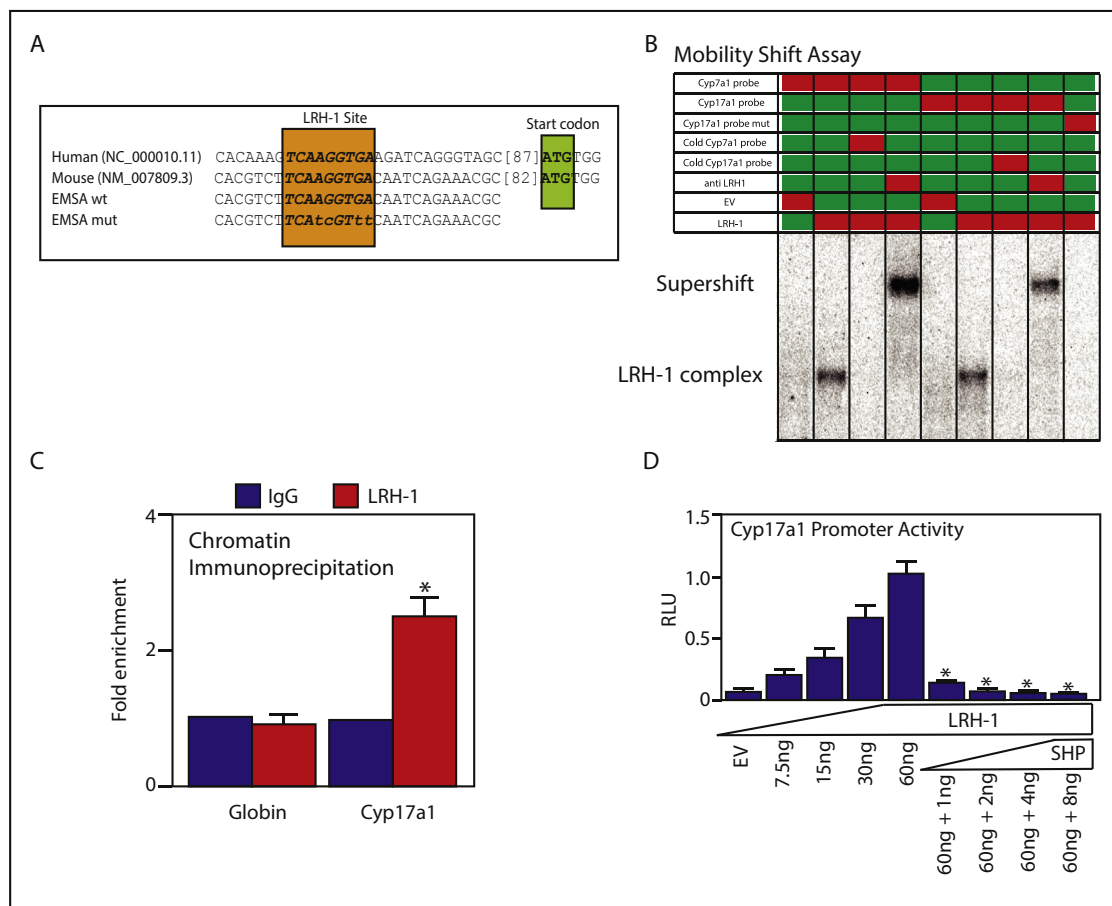 A
LRH-1 Site
Start codon
Human (NC_000010.11) CACAAAGTCAAGGTGAAGATCAGGGTAGC[87]ATGTGG
Mouse (NM_007809.3) CACGTCTTCAAGGTGACAATCAGAAACGC[82]ATGTGG
EMSA wt CACGTCTTCAAGGTGACAATCAGAAACGC
EMSA mut CACGTCTTCAtcGTttCAATCAGAAACGC
B
Mobility Shift Assay
Cyp7a1 probe
Cyp17a1 probe
Cyp17a1 probe mut
Cold Cyp7a1 probe
Cold Cyp17a1 probe
anti LRH1
EV
LRH-1
Supershift
LRH-1 complex
C
IgG LRH-1
Chromatin
Immunoprecipitation
Fold enrichment
4
2
0
*
Globin Cyp17a1
D
Cyp17a1 Promoter Activity
RLU
1.5
1.0
0.5
0
* * * *
LRH-1
SHP
EV
7.5ng
15ng
30ng
60ng
60ng + 1ng
60ng + 2ng
60ng + 4ng
60ng + 8ng